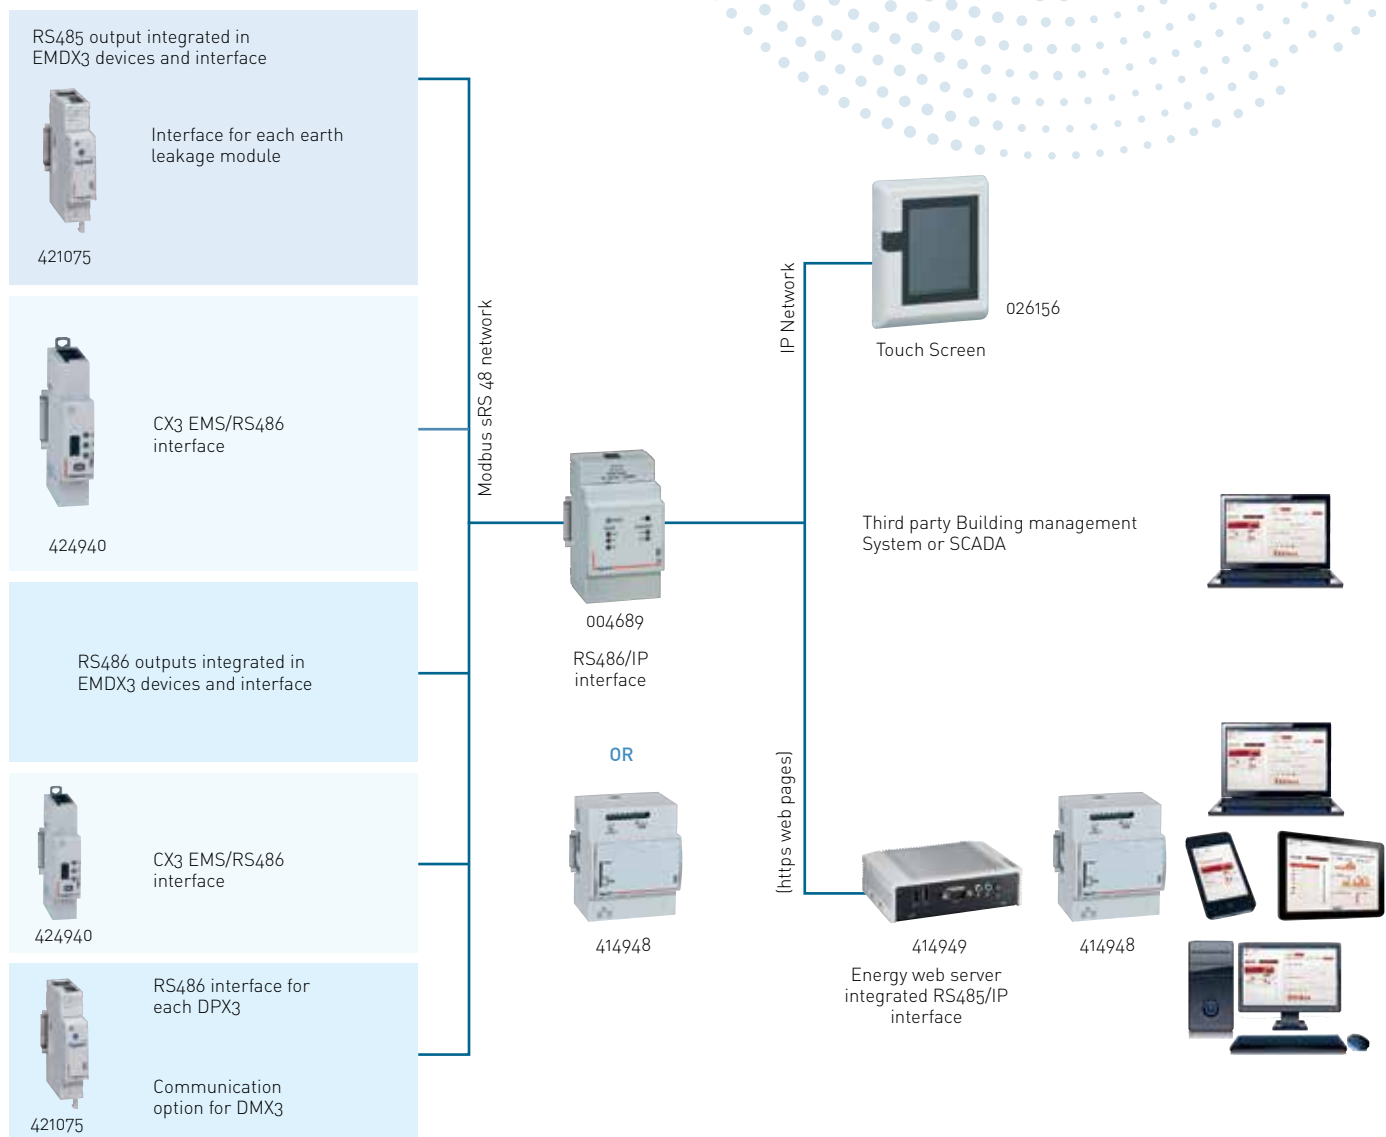 RS485 output integrated in
EMDX3 devices and interface
Interface for each earth
leakage module
421075
CX3 EMS/RS486
interface
424940
RS486 outputs integrated in
EMDX3 devices and interface
CX3 EMS/RS486
interface
424940
RS486 interface for
each DPX3
Communication
option for DMX3
421075
Modbus sRS 48 network
004689
RS486/IP
interface
OR
414948
IP Network
026156
Touch Screen
Third party Building management
System or SCADA
(https web pages)
414949
Energy web server
integrated RS485/IP
interface
414948